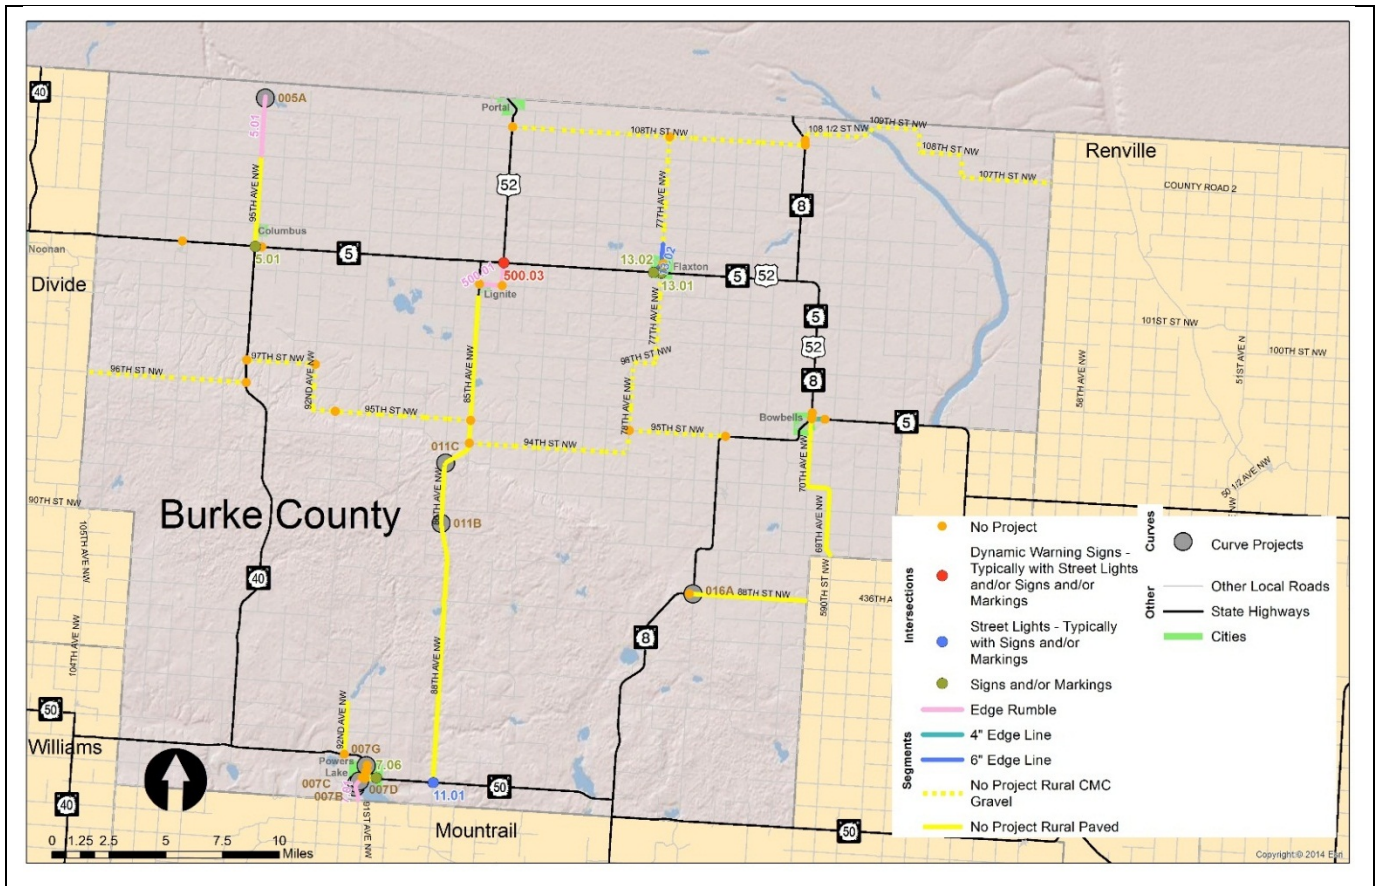 40
005A
5.01
Portal
108TH ST NW
108 1/2 ST NW
109TH ST NW
108TH ST NW
107TH ST NW
Renville
COUNTY ROAD 2
52
8
95TH AVE NW
77TH AVE NW
Columbus
5.01
Noonan
5
Divide
500.01
500.03
Lignite
13.02
13.02
Flaxton
13.01
5
52
5
52
8
77TH AVE NW
98TH ST NW
101ST ST NW
100TH ST NW
51ST AVE N
58TH AVE NW
97TH ST NW
96TH ST NW
92ND AVE NW
85TH AVE NW
95TH ST NW
78TH AVE NW
95TH ST NW
94TH ST NW
Bowbells
5
011C
011B
70TH AVE NW
69TH AVE NW
50 1/2 AVE NW
NW
90TH ST NW
105TH AVE NW
104TH AVE NW
Burke County
40
88TH AVE NW
016A
88TH ST NW
590TH ST NW
436TH A
8
50
Williams
40
92ND AVE NW
007G
Powers
Lake
7.06
007C
007D
007B
91ST AVE NW
11.01
50
Mountrail
50
0 1.25 2.5 5 7.5 10
Miles
Intersections
No Project
Dynamic Warning Signs -
Typically with Street Lights
and/or Signs and/or
Markings
Street Lights - Typically
with Signs and/or
Markings
Signs and/or Markings
Segments
Edge Rumble
4" Edge Line
6" Edge Line
No Project Rural CMC
Gravel
No Project Rural Paved
Curves
Curve Projects
Other
Other Local Roads
State Highways
Cities
Copyright:© 2014 Esri